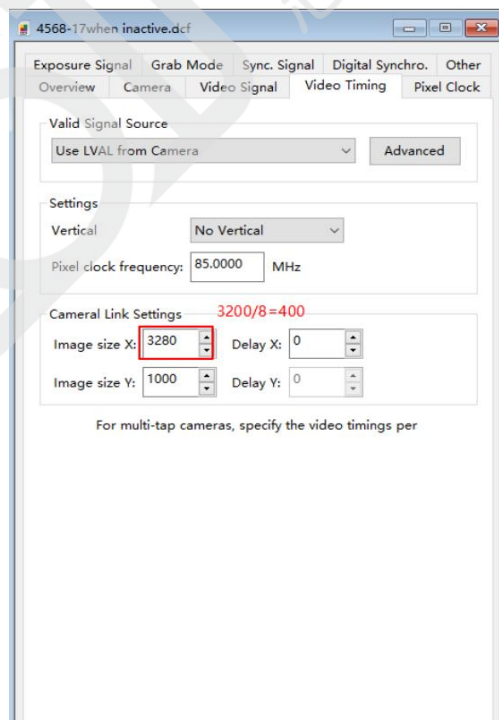 4568-17when inactive.dcf
Exposure Signal Grab Mode Sync. Signal Digital Synchro. Other
Overview Camera Video Signal Video Timing Pixel Clock
Valid Signal Source
Use LVAL from Camera Advanced
Settings
Vertical No Vertical
Pixel clock frequency: 85.0000 MHz
Cameral Link Settings 3200/8=400
Image size X: 3280 Delay X: 0
Image size Y: 1000 Delay Y: 0
For multi-tap cameras, specify the video timings per